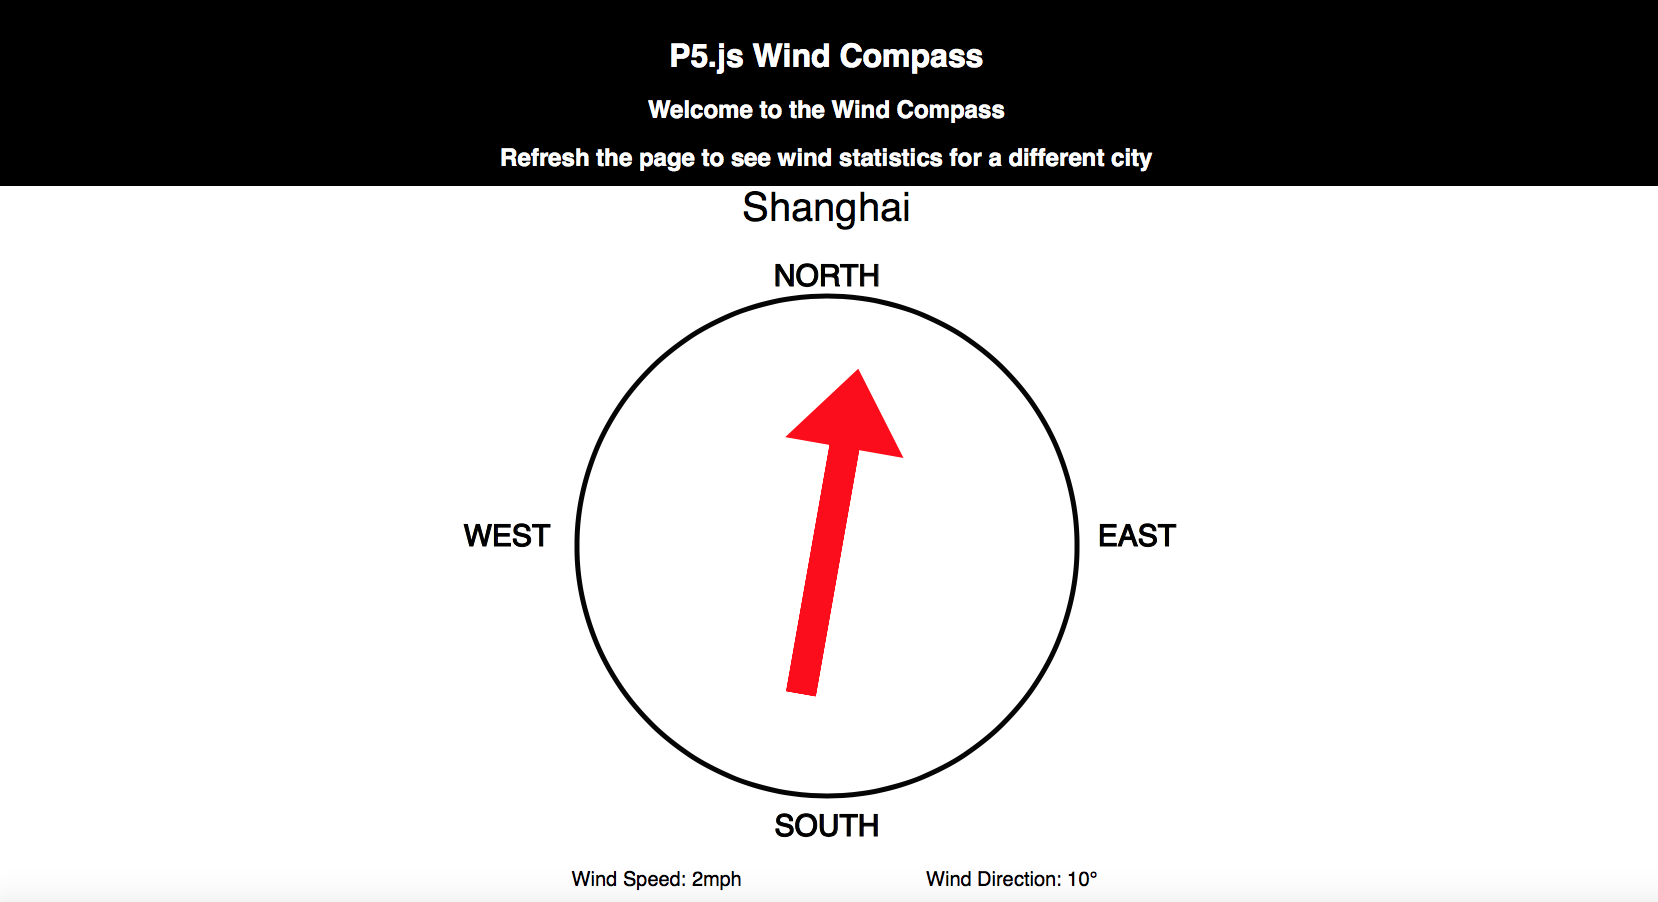 P5.js Wind Compass
Welcome to the Wind Compass
Refresh the page to see wind statistics for a different city
Shanghai
NORTH
WEST
EAST
SOUTH
Wind Speed: 2mph
Wind Direction: 10°